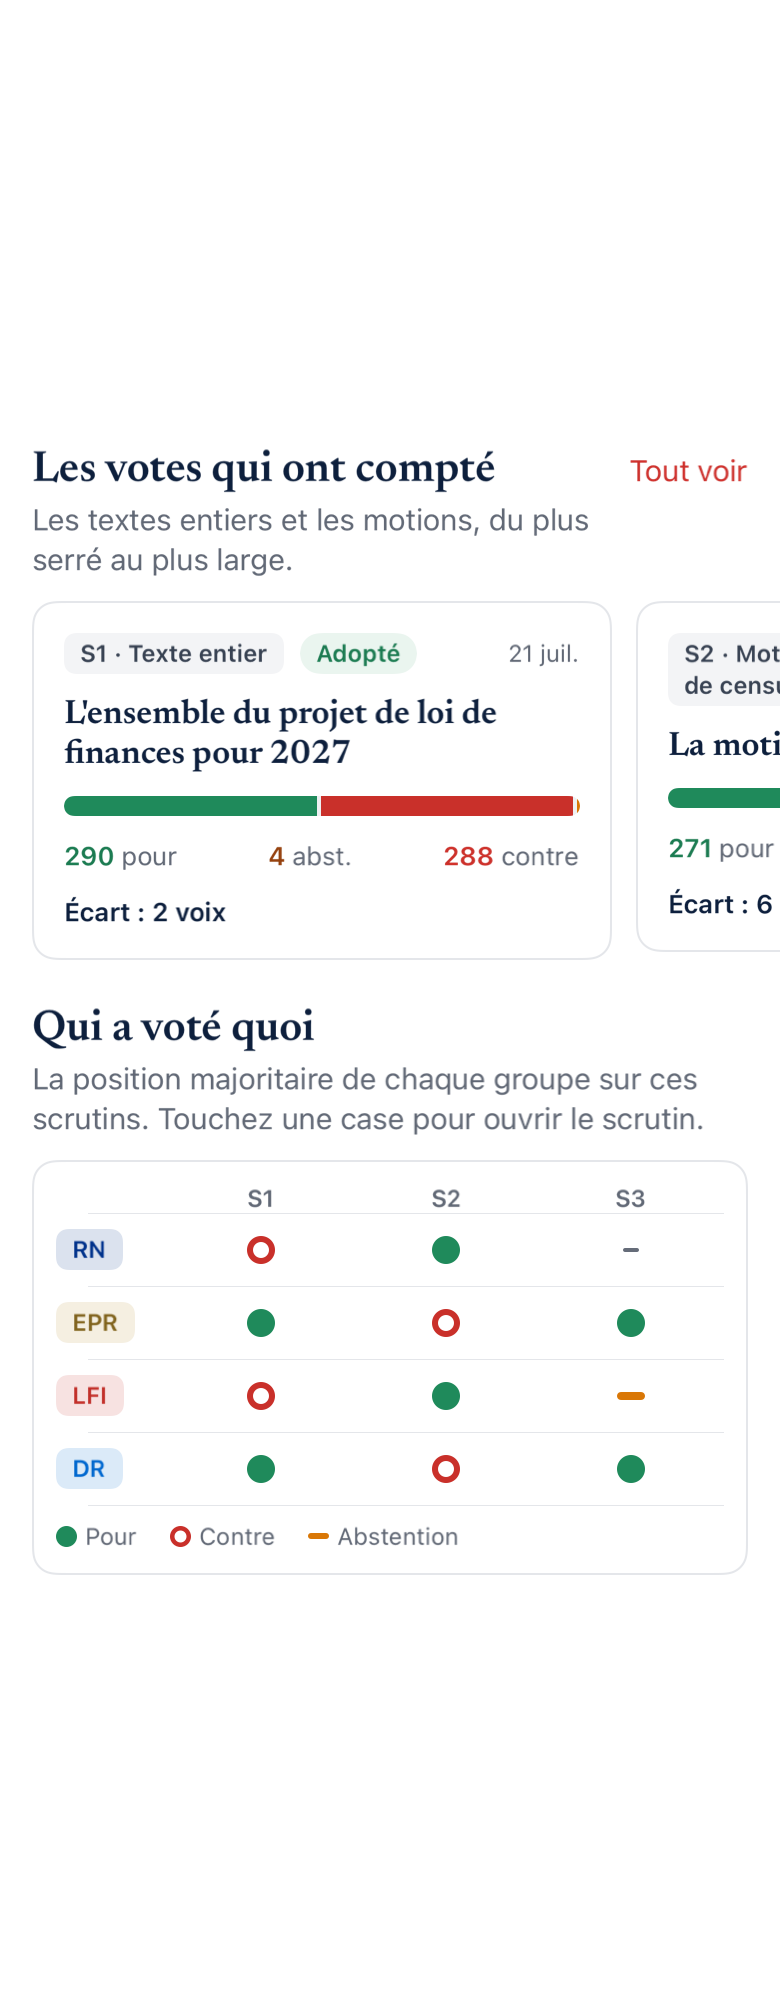 Les votes qui ont compté
Tout voir
Les textes entiers et les motions, du plus
serré au plus large.
S1 · Texte entier
Adopté
21 juil.
L'ensemble du projet de loi de
finances pour 2027
290 pour
4 abst.
288 contre
Écart : 2 voix
S2 · Mot
de censu
La moti
271 pour
Écart : 6
Qui a voté quoi
La position majoritaire de chaque groupe sur ces
scrutins. Touchez une case pour ouvrir le scrutin.
S1 S2 S3
RN
EPR
LFI
DR
Pour Contre Abstention